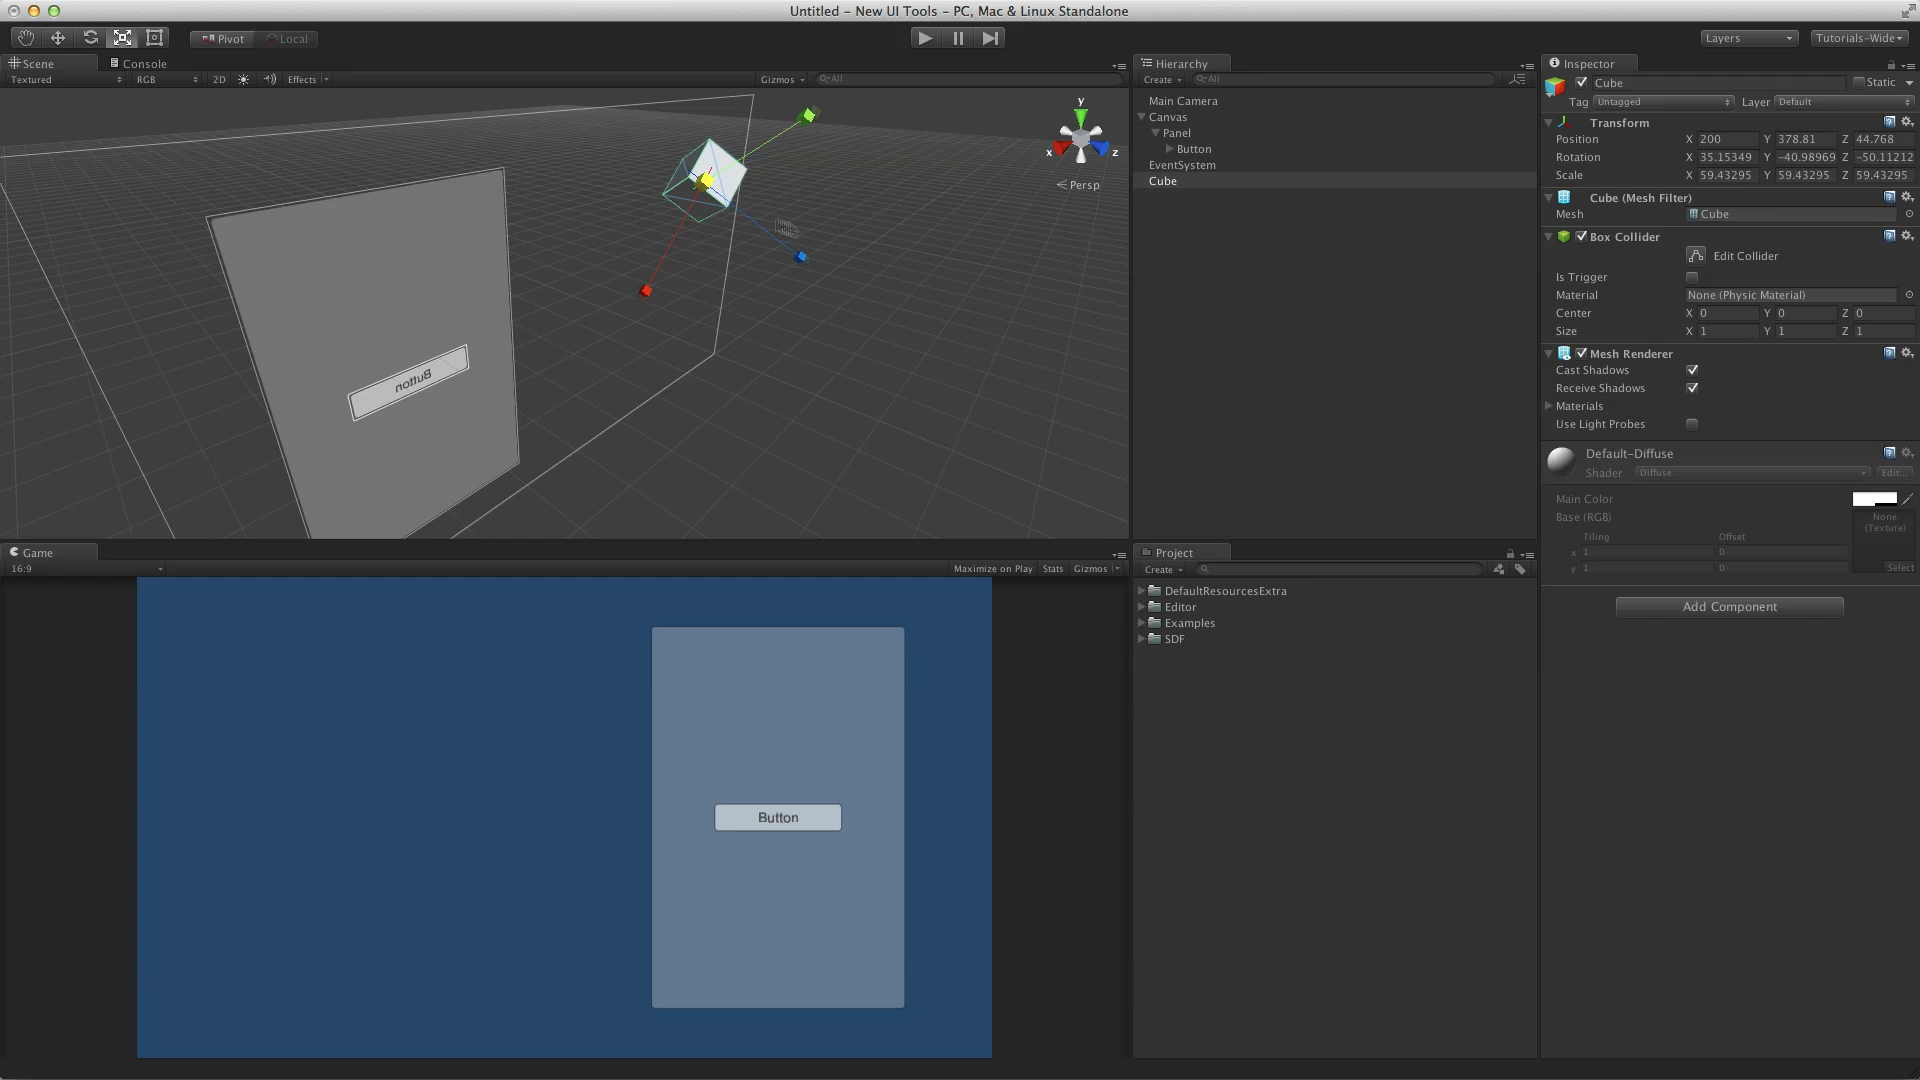 Untitled - New UI Tools - PC, Mac & Linux Standalone
Pivot Local Layers Tutorials-Wide
Scene Console
Textured RGB 2D Effects Gizmos All
y
x z
Persp
Button
Game
16:9 Maximize on Play Stats Gizmos
Button
Hierarchy
Create All
Main Camera
Canvas
Panel
Button
EventSystem
Cube
Project
Create
DefaultResourcesExtra
Editor
Examples
SDF
Inspector
Cube Static
Tag Untagged Layer Default
Transform
Position X 200 Y 378.81 Z 44.768
Rotation X 35.15349 Y -40.98969 Z -50.11212
Scale X 59.43295 Y 59.43295 Z 59.43295
Cube (Mesh Filter)
Mesh Cube
Box Collider
Edit Collider
Is Trigger
Material None (Physic Material)
Center X 0 Y 0 Z 0
Size X 1 Y 1 Z 1
Mesh Renderer
Cast Shadows
Receive Shadows
Materials
Use Light Probes
Default-Diffuse
Shader Diffuse Edit...
Main Color
Base (RGB) None
(Texture)
Tiling Offset
x 1 0
y 1 0 Select
Add Component